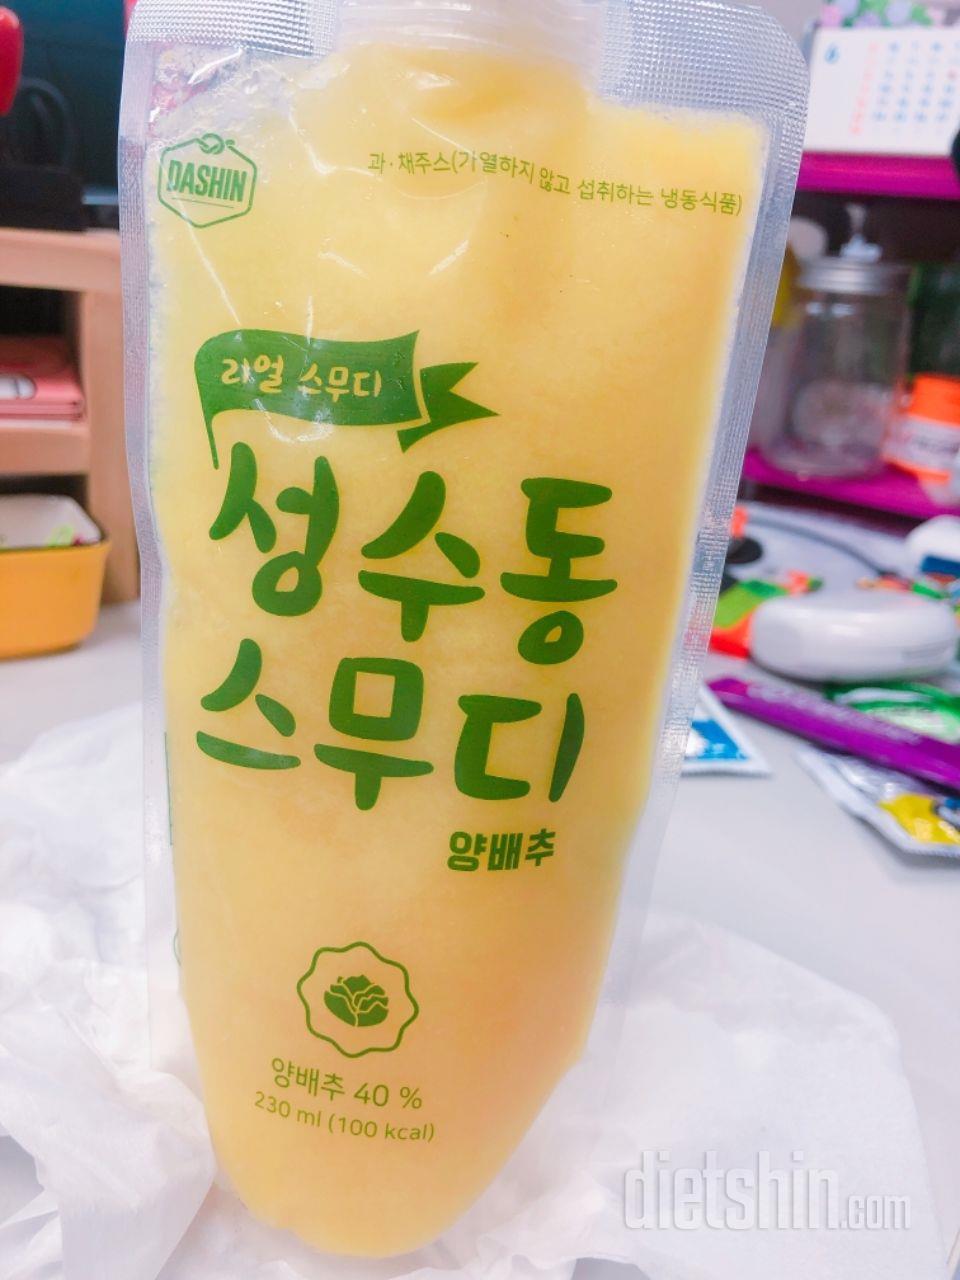 DASHIN
과·채주스(가열하지 않고 섭취하는 냉동식품)
리얼 스무디
성수동
스무디
양배추
양배추 40 %
230 ml (100 kcal)
dietshin.com